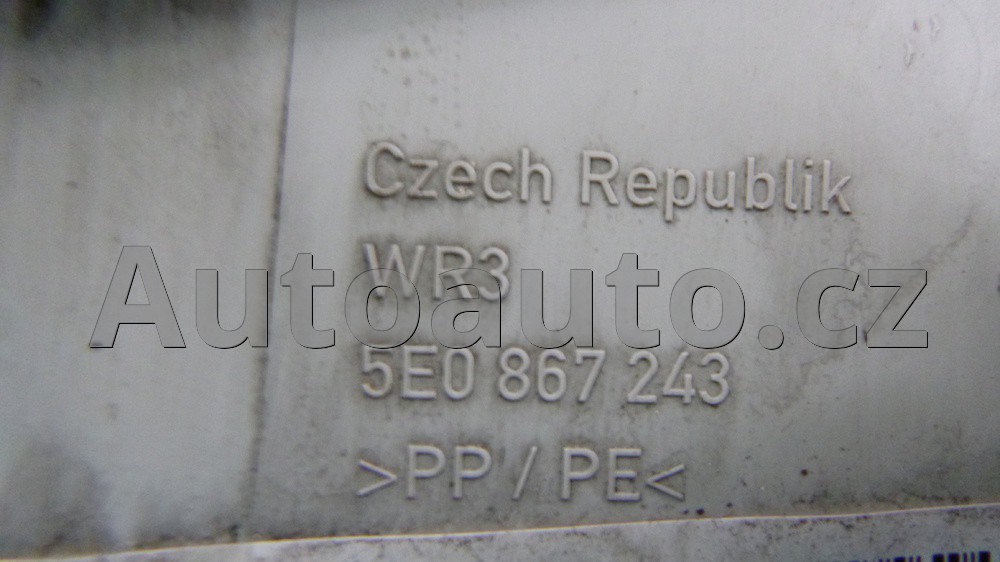 Czech Republik
WR3
Autoauto.cz
5E0 867 243
>PP / PE<